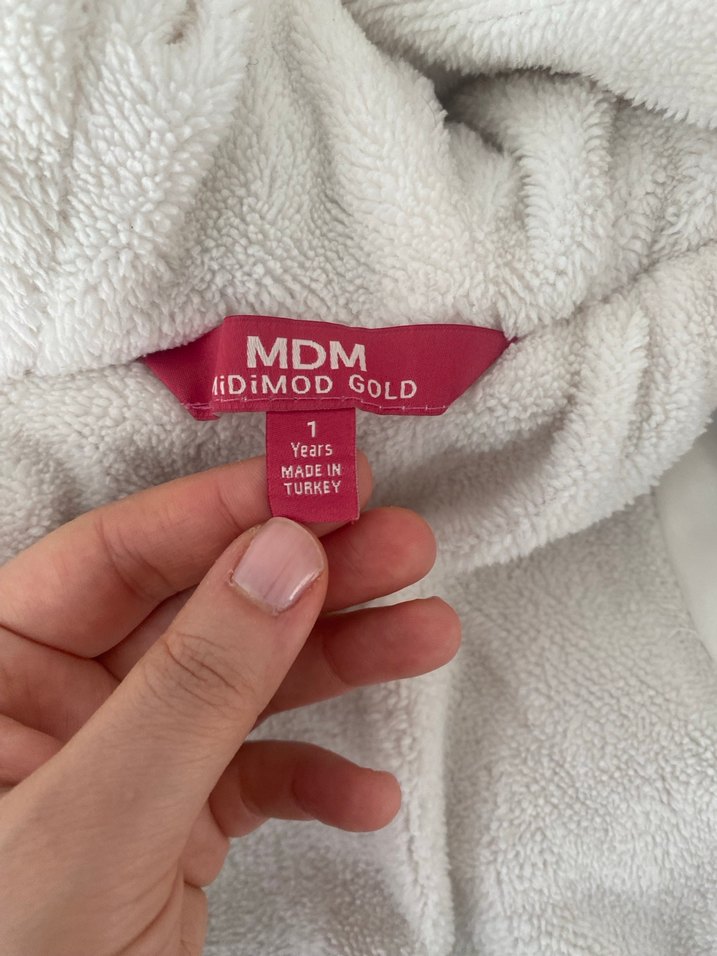 MDM
MiDiMOD GOLD
1
Years
MADE IN
TURKEY